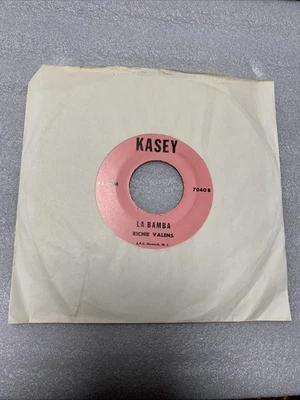 KASEY
7040 B
LA BAMBA
RICHIE VALENS